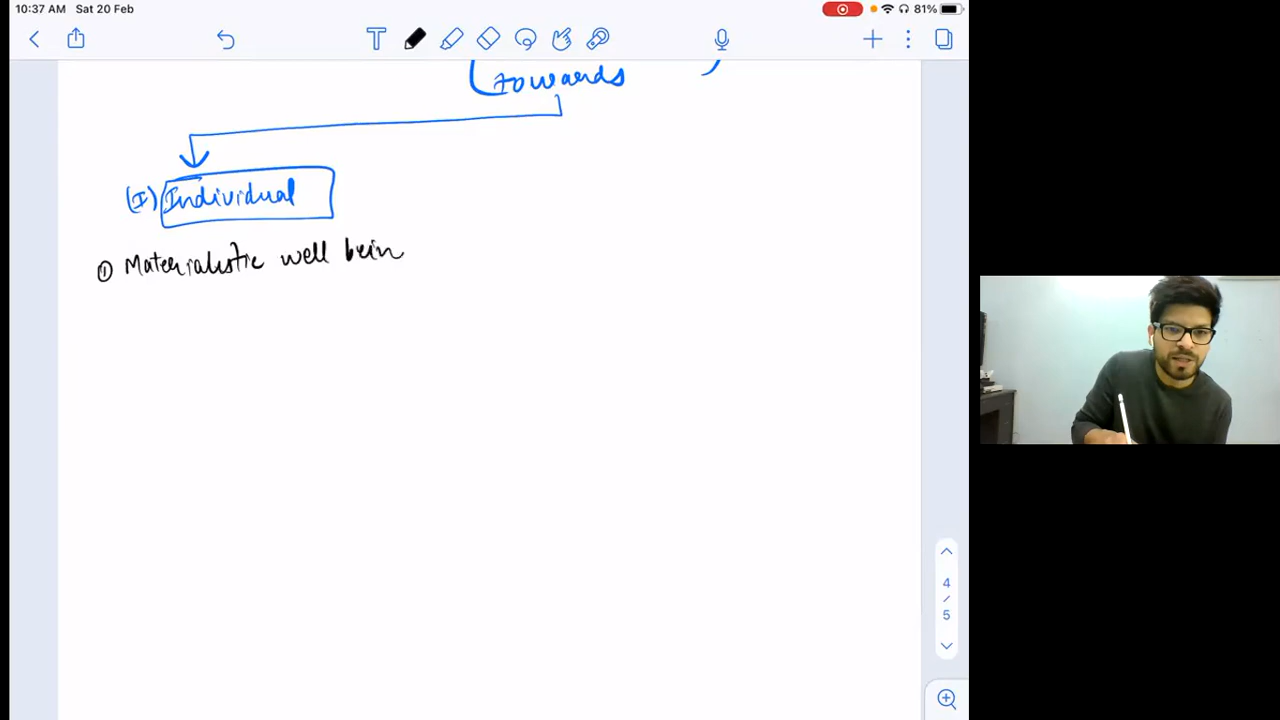 10:37 AM Sat 20 Feb 81%
T
towards
(I) Individual
① Materialistic well bein
4
/
5